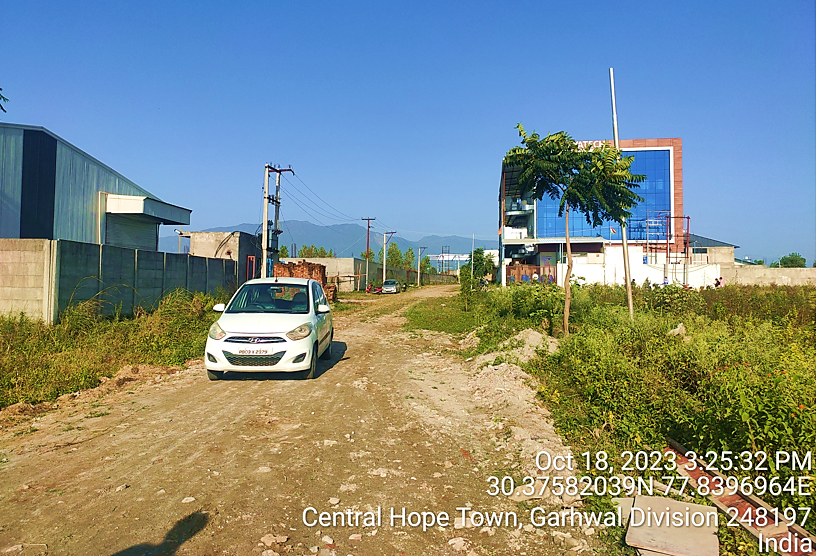 Oct 18, 2023 3:25:32 PM
30.37582039N 77.8396964E
Central Hope Town, Garhwal Division 248197
India